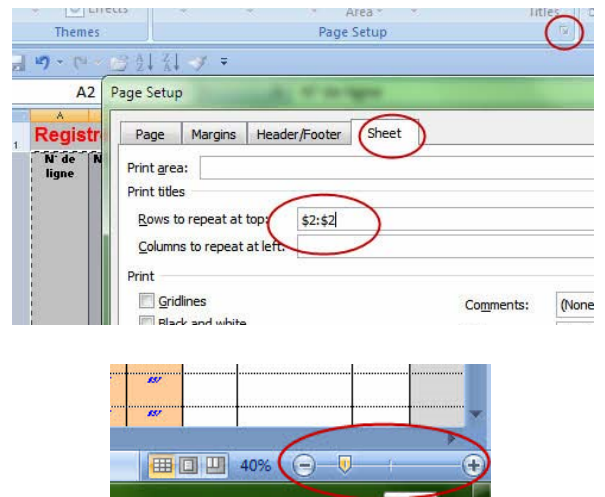 Effects
Area
Titles
Themes
Page Setup
A2
Page Setup
A
1
Registr
N° de
ligne
N
Page
Margins
Header/Footer
Sheet
Print area:
Print titles
Rows to repeat at top:
$2:$2
Columns to repeat at left:
Print
Gridlines
Comments:
(None
Black and white
40%